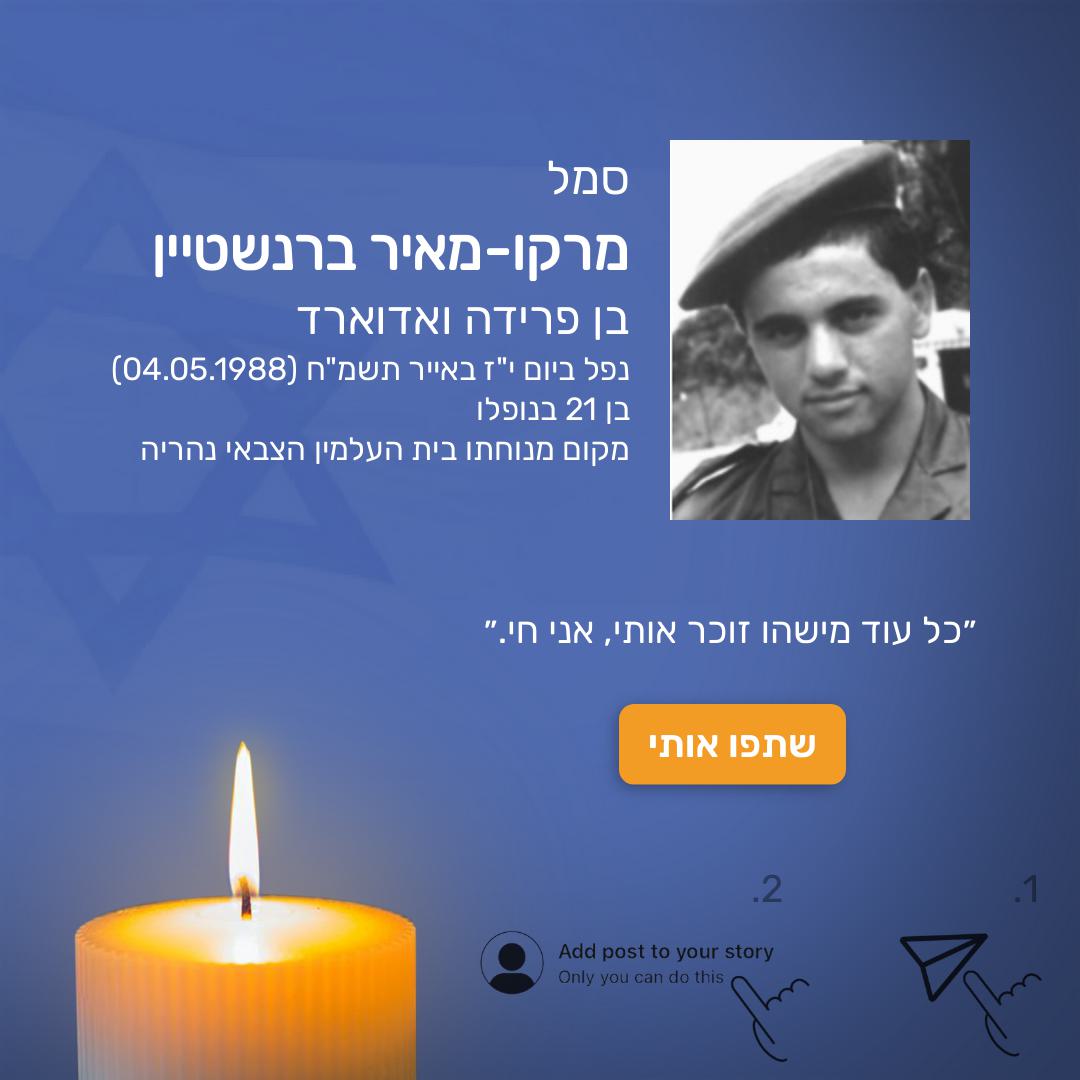 סמל
מרקו-מאיר ברנשטיין
בן פרידה ואדוארד
נפל ביום י"ז באייר תשמ"ח (04.05.1988)
בן 21 בנופלו
מקום מנוחתו בית העלמין הצבאי נהריה
״כל עוד מישהו זוכר אותי, אני חי.״
שתפו אותי
1.
2.
Add post to your story
Only you can do this